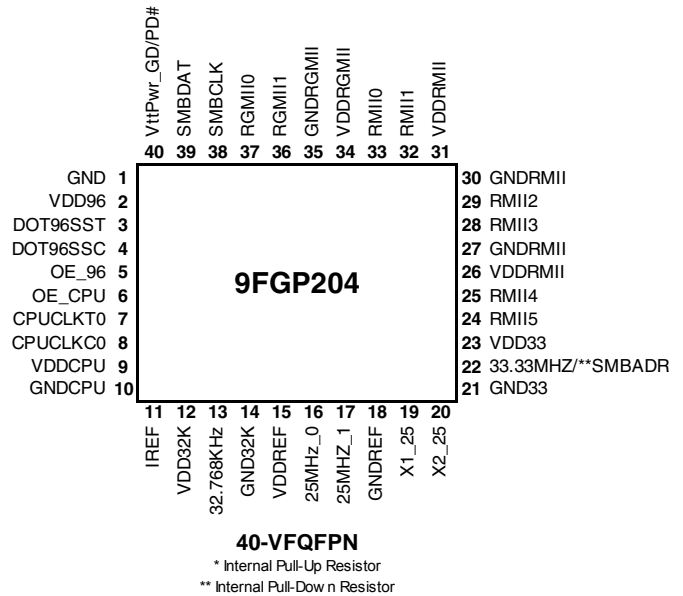 VttPwr_GD/PD#
SMBDAT
SMBCLK
RGMII0
RGMII1
GNDRGMII
VDDRGMII
RMII0
RMII1
VDDRMII
40 39 38 37 36 35 34 33 32 31
GND 1
VDD96 2
DOT96SST 3
DOT96SSC 4
OE_96 5
OE_CPU 6
CPUCLKT0 7
CPUCLKC0 8
VDDCPU 9
GNDCPU 10
9FGP204
30 GNDRMII
29 RMII2
28 RMII3
27 GNDRMII
26 VDDRMII
25 RMII4
24 RMII5
23 VDD33
22 33.33MHZ/**SMBADR
21 GND33
11 12 13 14 15 16 17 18 19 20
IREF
VDD32K
32.768KHz
GND32K
VDDREF
25MHz_0
25MHZ_1
GNDREF
X1_25
X2_25
40-VFQFPN
* Internal Pull-Up Resistor
** Internal Pull-Down Resistor